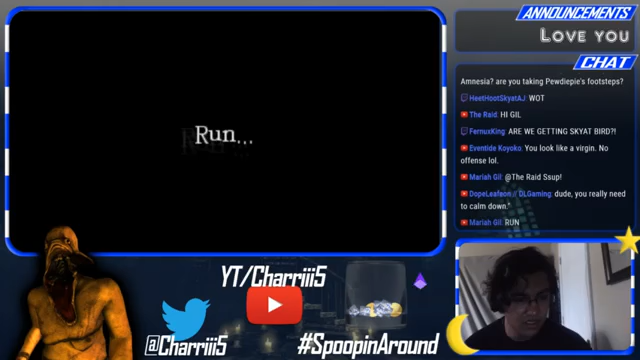 ANNOUNCEMENTS
LOVE YOU
CHAT
Amnesia? are you taking Pewdiepie's footsteps?
HeetHootSkyatAJ: WOT
The Raid: HI GIL
FernuxKing: ARE WE GETTING SKYAT BIRD?!
Eventide Koyoko: You look like a virgin. No
offense lol.
Mariah Gil: @The Raid Ssup!
DopeLeafeon // DLGaming: dude, you really need
to calm down."
Mariah Gil: RUN
Run...
YT/Charriii5
@Charriii5
#SpoopinAround